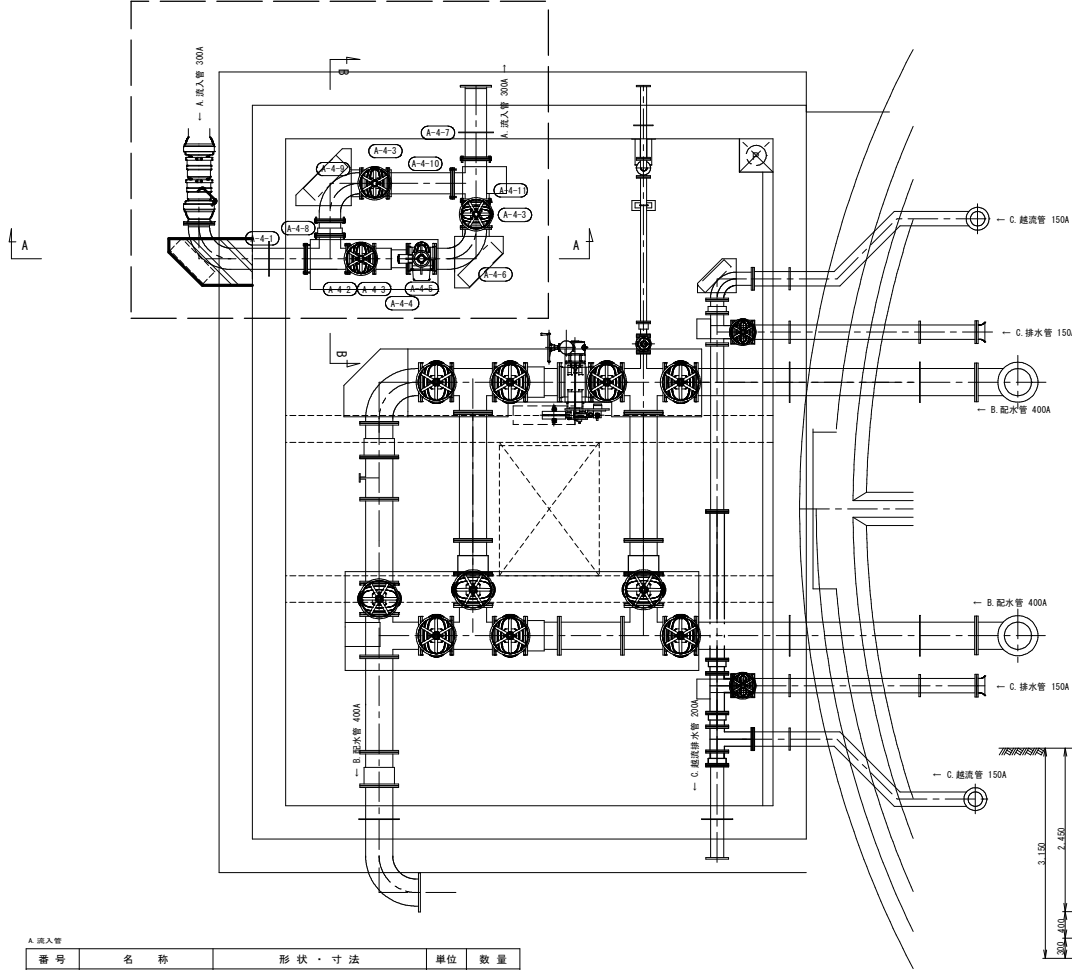 ← A.流入管 300A
B
A.流入管 300A →
A-4-7
A-4-3
A-4-10
A-4-9
A-4-11
A-4-3
A-4-8
A-4-1
A
A
A-4-6
A-4-2
A-4-3
A-4-5
A-4-4
B
← C.越流管 150A
← C.排水管 150A
← B.配水管 400A
← B.配水管 400A
← C.排水管 150A
← B.配水管 400A
← C.越流排水管 200A
← C.越流管 150A
3,150
2,450
400
300
A.流入管
番号 名称 形状・寸法 単位 数量